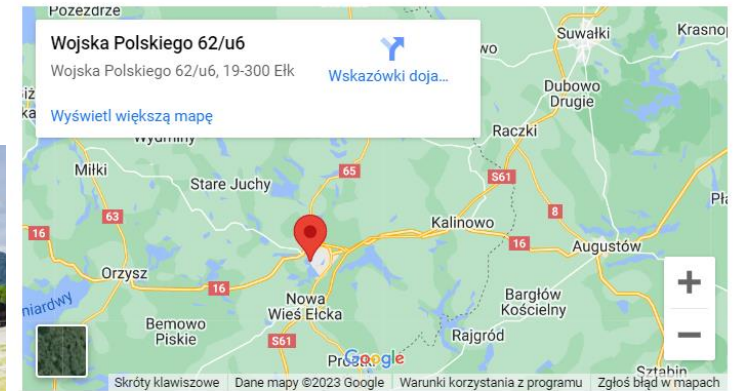 Pozezdrze
Wojska Polskiego 62/u6
Wojska Polskiego 62/u6, 19-300 Ełk
Wskazówki doja...
Wyświetl większą mapę
wo
Suwałki
Krasno
Dubowo
Drugie
Raczki
Wydminy
Miłki
Stare Juchy
65
S61
63
16
Kalinowo
8
16
Augustów
Orzysz
16
Nowa
Wieś Ełcka
Bargłów
Kościelny
Bemowo
Piskie
S61
Rajgród
Google
Sztabin
Skróty klawiszowe
Dane mapy ©2023 Google
Warunki korzystania z programu
Zgłoś błąd w mapach